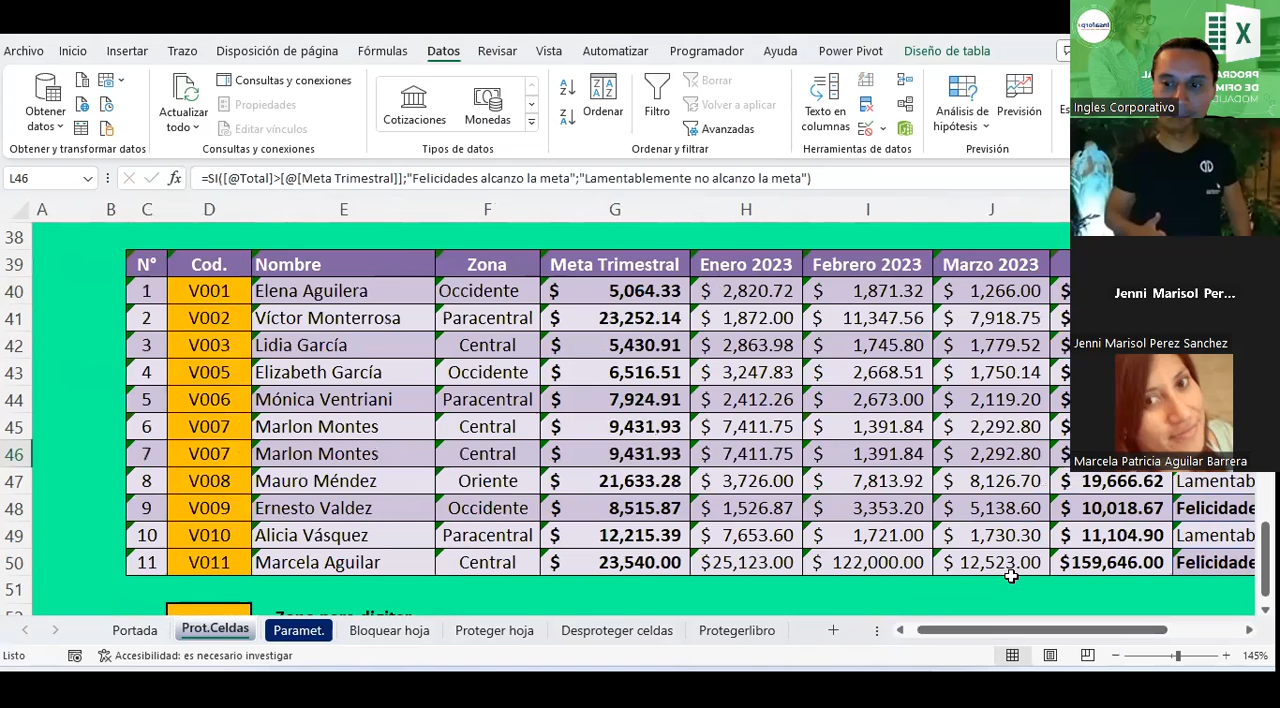 Archivo Inicio Insertar Trazo Disposición de página Fórmulas Datos Revisar Vista Automatizar Programador Ayuda Power Pivot Diseño de tabla
Obtener datos
Actualizar todo
Consultas y conexiones
Propiedades
Editar vínculos
Cotizaciones
Monedas
Ordenar
Filtro
Borrar
Volver a aplicar
Avanzadas
Texto en columnas
Análisis de hipótesis
Previsión
Obtener y transformar datos Consultas y conexiones Tipos de datos Ordenar y filtrar Herramientas de datos Previsión
L46 fx =SI([@Total]>[@[Meta Trimestral]];"Felicidades alcanzo la meta";"Lamentablemente no alcanzo la meta")
A B C D E F G H I J
38
39 N° Cod. Nombre Zona Meta Trimestral Enero 2023 Febrero 2023 Marzo 2023
40 1 V001 Elena Aguilera Occidente $ 5,064.33 $ 2,820.72 $ 1,871.32 $ 1,266.00 $
41 2 V002 Víctor Monterrosa Paracentral $ 23,252.14 $ 1,872.00 $ 11,347.56 $ 7,918.75 $
42 3 V003 Lidia García Central $ 5,430.91 $ 2,863.98 $ 1,745.80 $ 1,779.52 $
43 4 V005 Elizabeth García Occidente $ 6,516.51 $ 3,247.83 $ 2,668.51 $ 1,750.14 $
44 5 V006 Mónica Ventriani Paracentral $ 7,924.91 $ 2,412.26 $ 2,673.00 $ 2,119.20 $
45 6 V007 Marlon Montes Central $ 9,431.93 $ 7,411.75 $ 1,391.84 $ 2,292.80 $
46 7 V007 Marlon Montes Central $ 9,431.93 $ 7,411.75 $ 1,391.84 $ 2,292.80 $
47 8 V008 Mauro Méndez Oriente $ 21,633.28 $ 3,726.00 $ 7,813.92 $ 8,126.70 $ 19,666.62 Lamentab
48 9 V009 Ernesto Valdez Occidente $ 8,515.87 $ 1,526.87 $ 3,353.20 $ 5,138.60 $ 10,018.67 Felicidade
49 10 V010 Alicia Vásquez Paracentral $ 12,215.39 $ 7,653.60 $ 1,721.00 $ 1,730.30 $ 11,104.90 Lamentab
50 11 V011 Marcela Aguilar Central $ 23,540.00 $25,123.00 $ 122,000.00 $ 12,523.00 $159,646.00 Felicidade
51
Portada Prot.Celdas Paramet. Bloquear hoja Proteger hoja Desproteger celdas Protegerlibro
Listo Accesibilidad: es necesario investigar 145%
Ingles Corporativo
Jenni Marisol Per...
Jenni Marisol Perez Sanchez
Marcela Patricia Aguilar Barrera